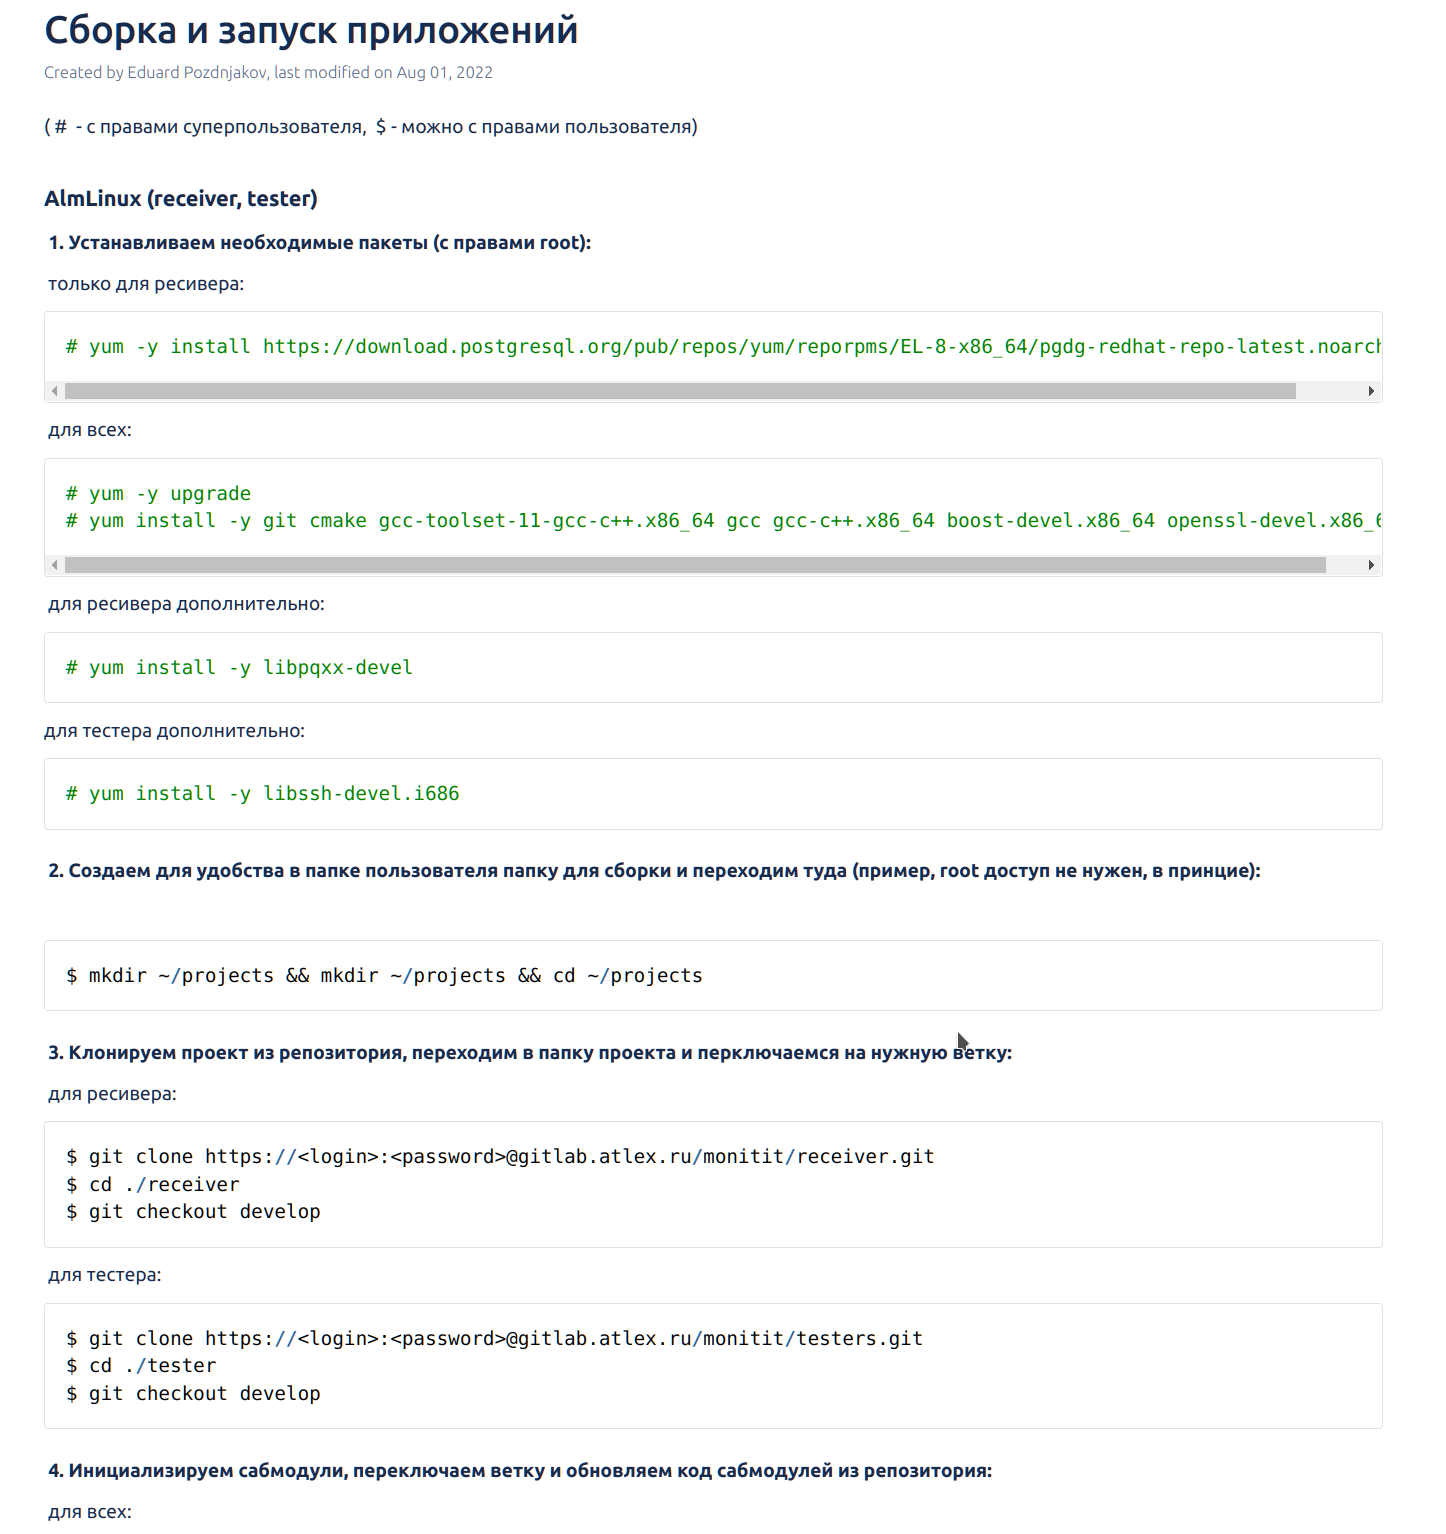 Сборка и запуск приложений
Created by Eduard Pozdnjakov, last modified on Aug 01, 2022
( # - с правами суперпользователя, $ - можно с правами пользователя)
AlmLinux (receiver, tester)
1. Устанавливаем необходимые пакеты (с правами root):
только для ресивера:
# yum -y install https://download.postgresql.org/pub/repos/yum/reporpms/EL-8-x86_64/pgdg-redhat-repo-latest.noarch
для всех:
# yum -y upgrade
# yum install -y git cmake gcc-toolset-11-gcc-c++.x86_64 gcc gcc-c++.x86_64 boost-devel.x86_64 openssl-devel.x86_6
для ресивера дополнительно:
# yum install -y libpqxx-devel
для тестера дополнительно:
# yum install -y libssh-devel.i686
2. Создаем для удобства в папке пользователя папку для сборки и переходим туда (пример, root доступ не нужен, в принцие):
$ mkdir ~/projects && mkdir ~/projects && cd ~/projects
3. Клонируем проект из репозитория, переходим в папку проекта и перключаемся на нужную ветку:
для ресивера:
$ git clone https://<login>:<password>@gitlab.atlex.ru/monitit/receiver.git
$ cd ./receiver
$ git checkout develop
для тестера:
$ git clone https://<login>:<password>@gitlab.atlex.ru/monitit/testers.git
$ cd ./tester
$ git checkout develop
4. Инициализируем сабмодули, переключаем ветку и обновляем код сабмодулей из репозитория:
для всех: